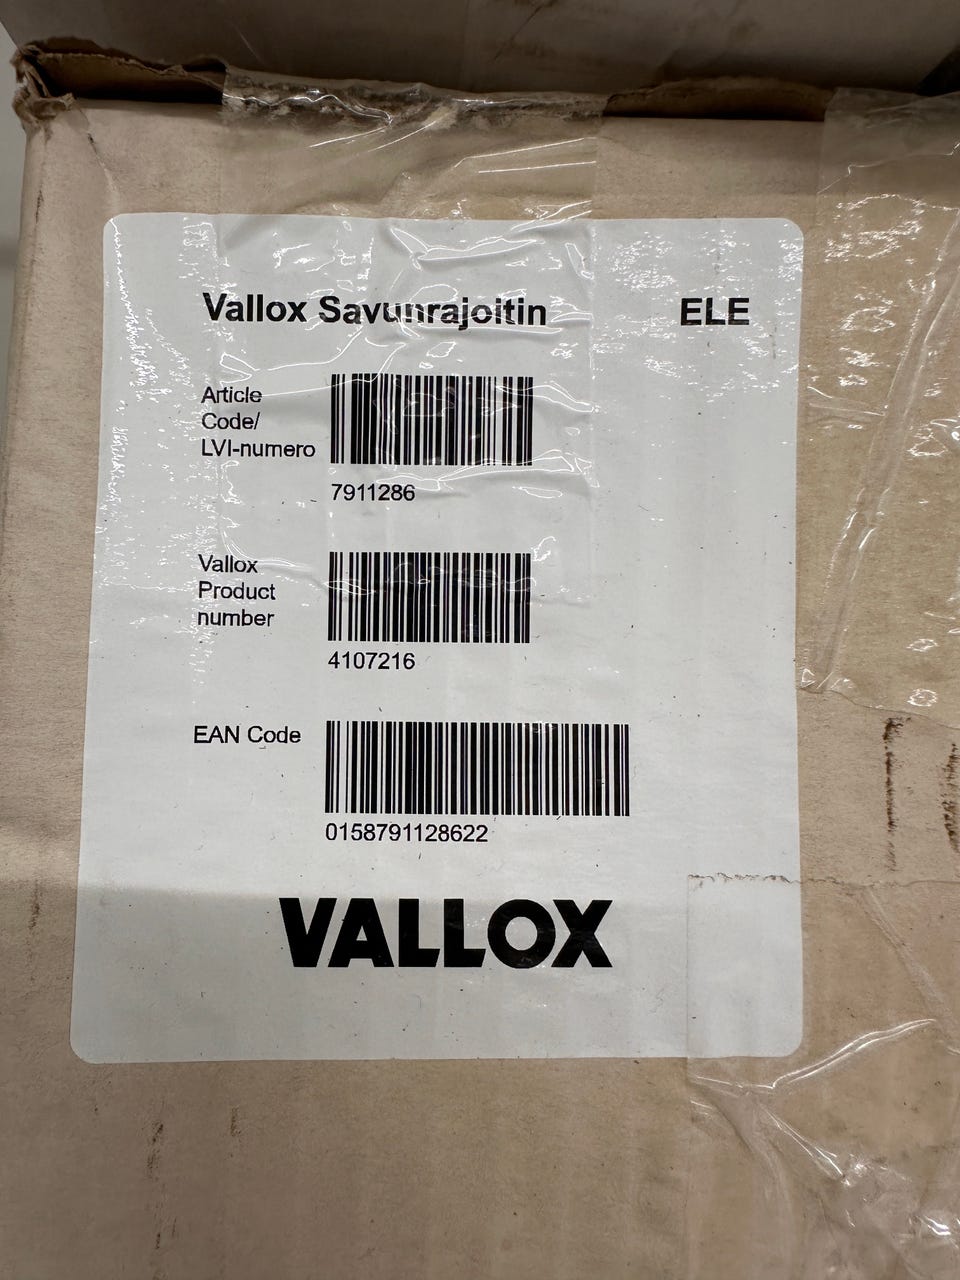 Vallox Savunrajoitin ELE
Article
Code/
LVI-numero
7911286
Vallox
Product
number
4107216
EAN Code
0158791128622
VALLOX